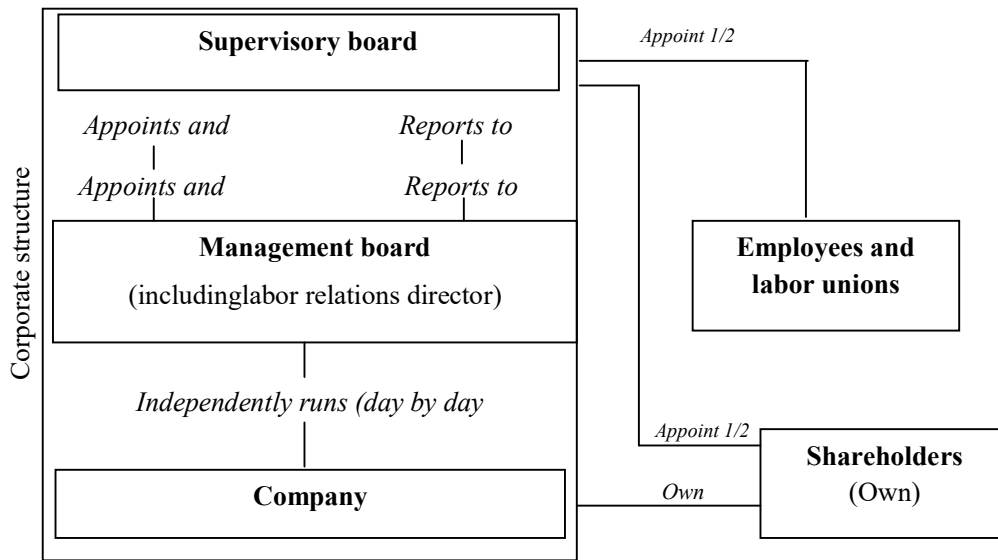 Corporate structure
Supervisory board
Appoint 1/2
Appoints and
Reports to
Appoints and
Reports to
Management board
(includinglabor relations director)
Employees and
labor unions
Independently runs (day by day
Appoint 1/2
Shareholders
(Own)
Company
Own